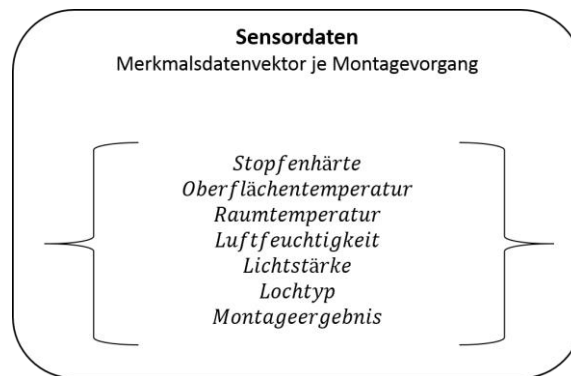 Sensordaten
Merkmalsdatenvektor je Montagevorgang
Stopfenhärte
Oberflächentemperatur
Raumtemperatur
Luftfeuchtigkeit
Lichtstärke
Lochtyp
Montageergebnis